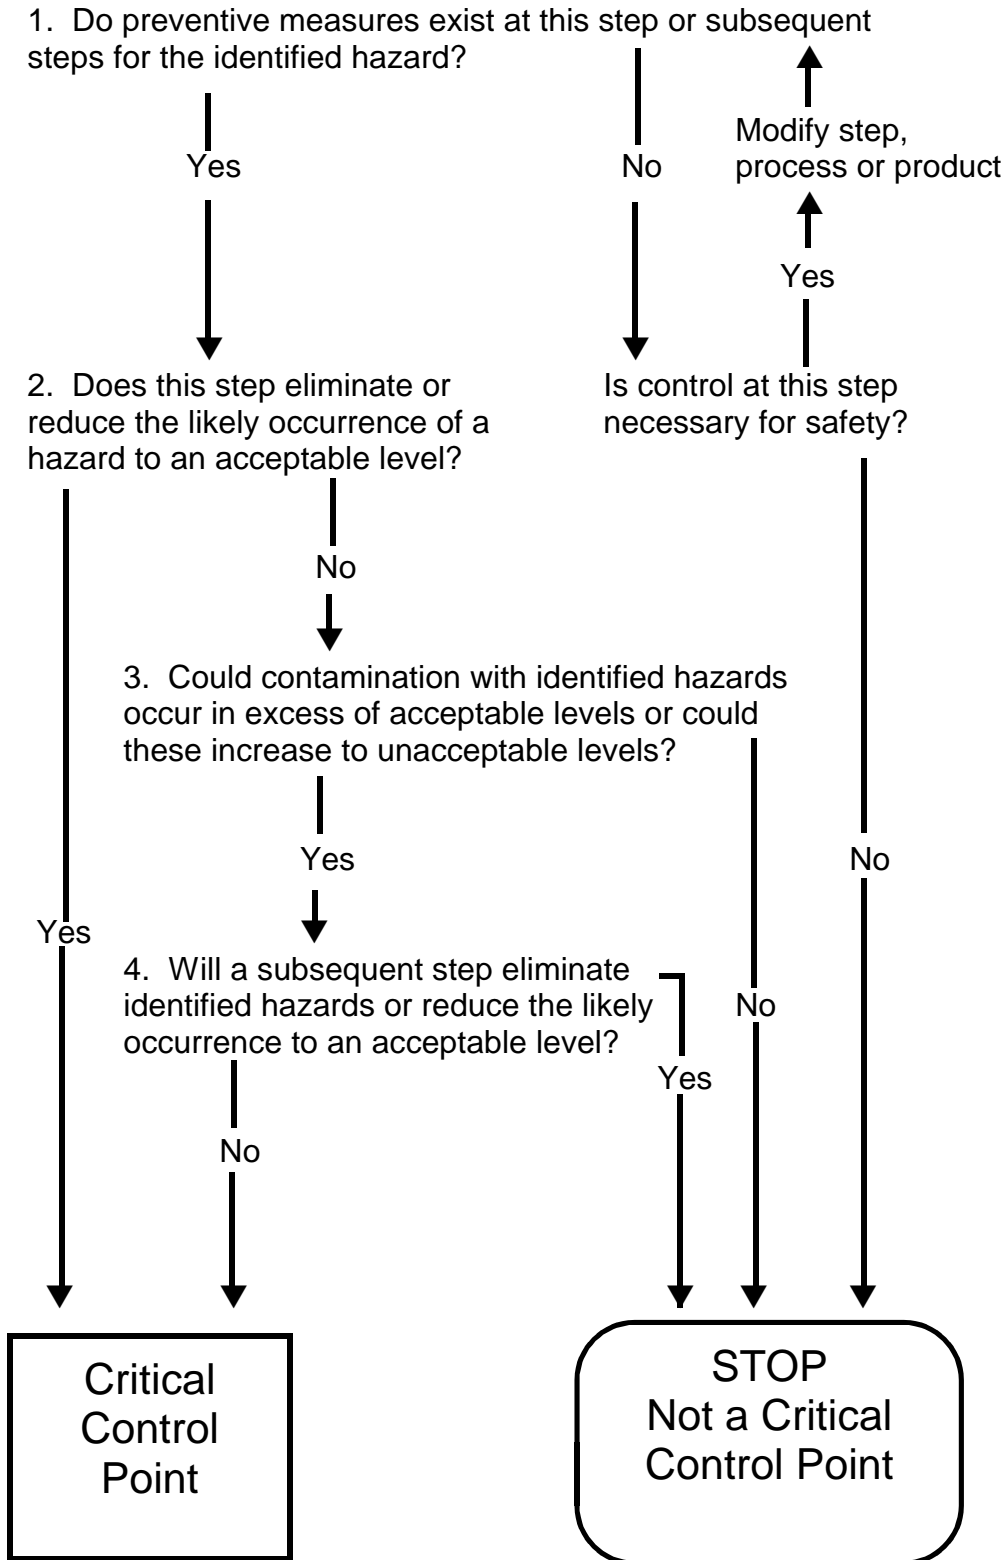 1.  Do preventive measures exist at this step or subsequent
steps for the identified hazard?
Yes
No
Modify step,
process or product
Yes
2.  Does this step eliminate or
reduce the likely occurrence of a
hazard to an acceptable level?
Is control at this step
necessary for safety?
No
3.  Could contamination with identified hazards
occur in excess of acceptable levels or could
these increase to unacceptable levels?
Yes
No
Yes
4.  Will a subsequent step eliminate
identified hazards or reduce the likely
occurrence to an acceptable level?
No
Yes
No
Critical
Control
Point
STOP
Not a Critical
Control Point